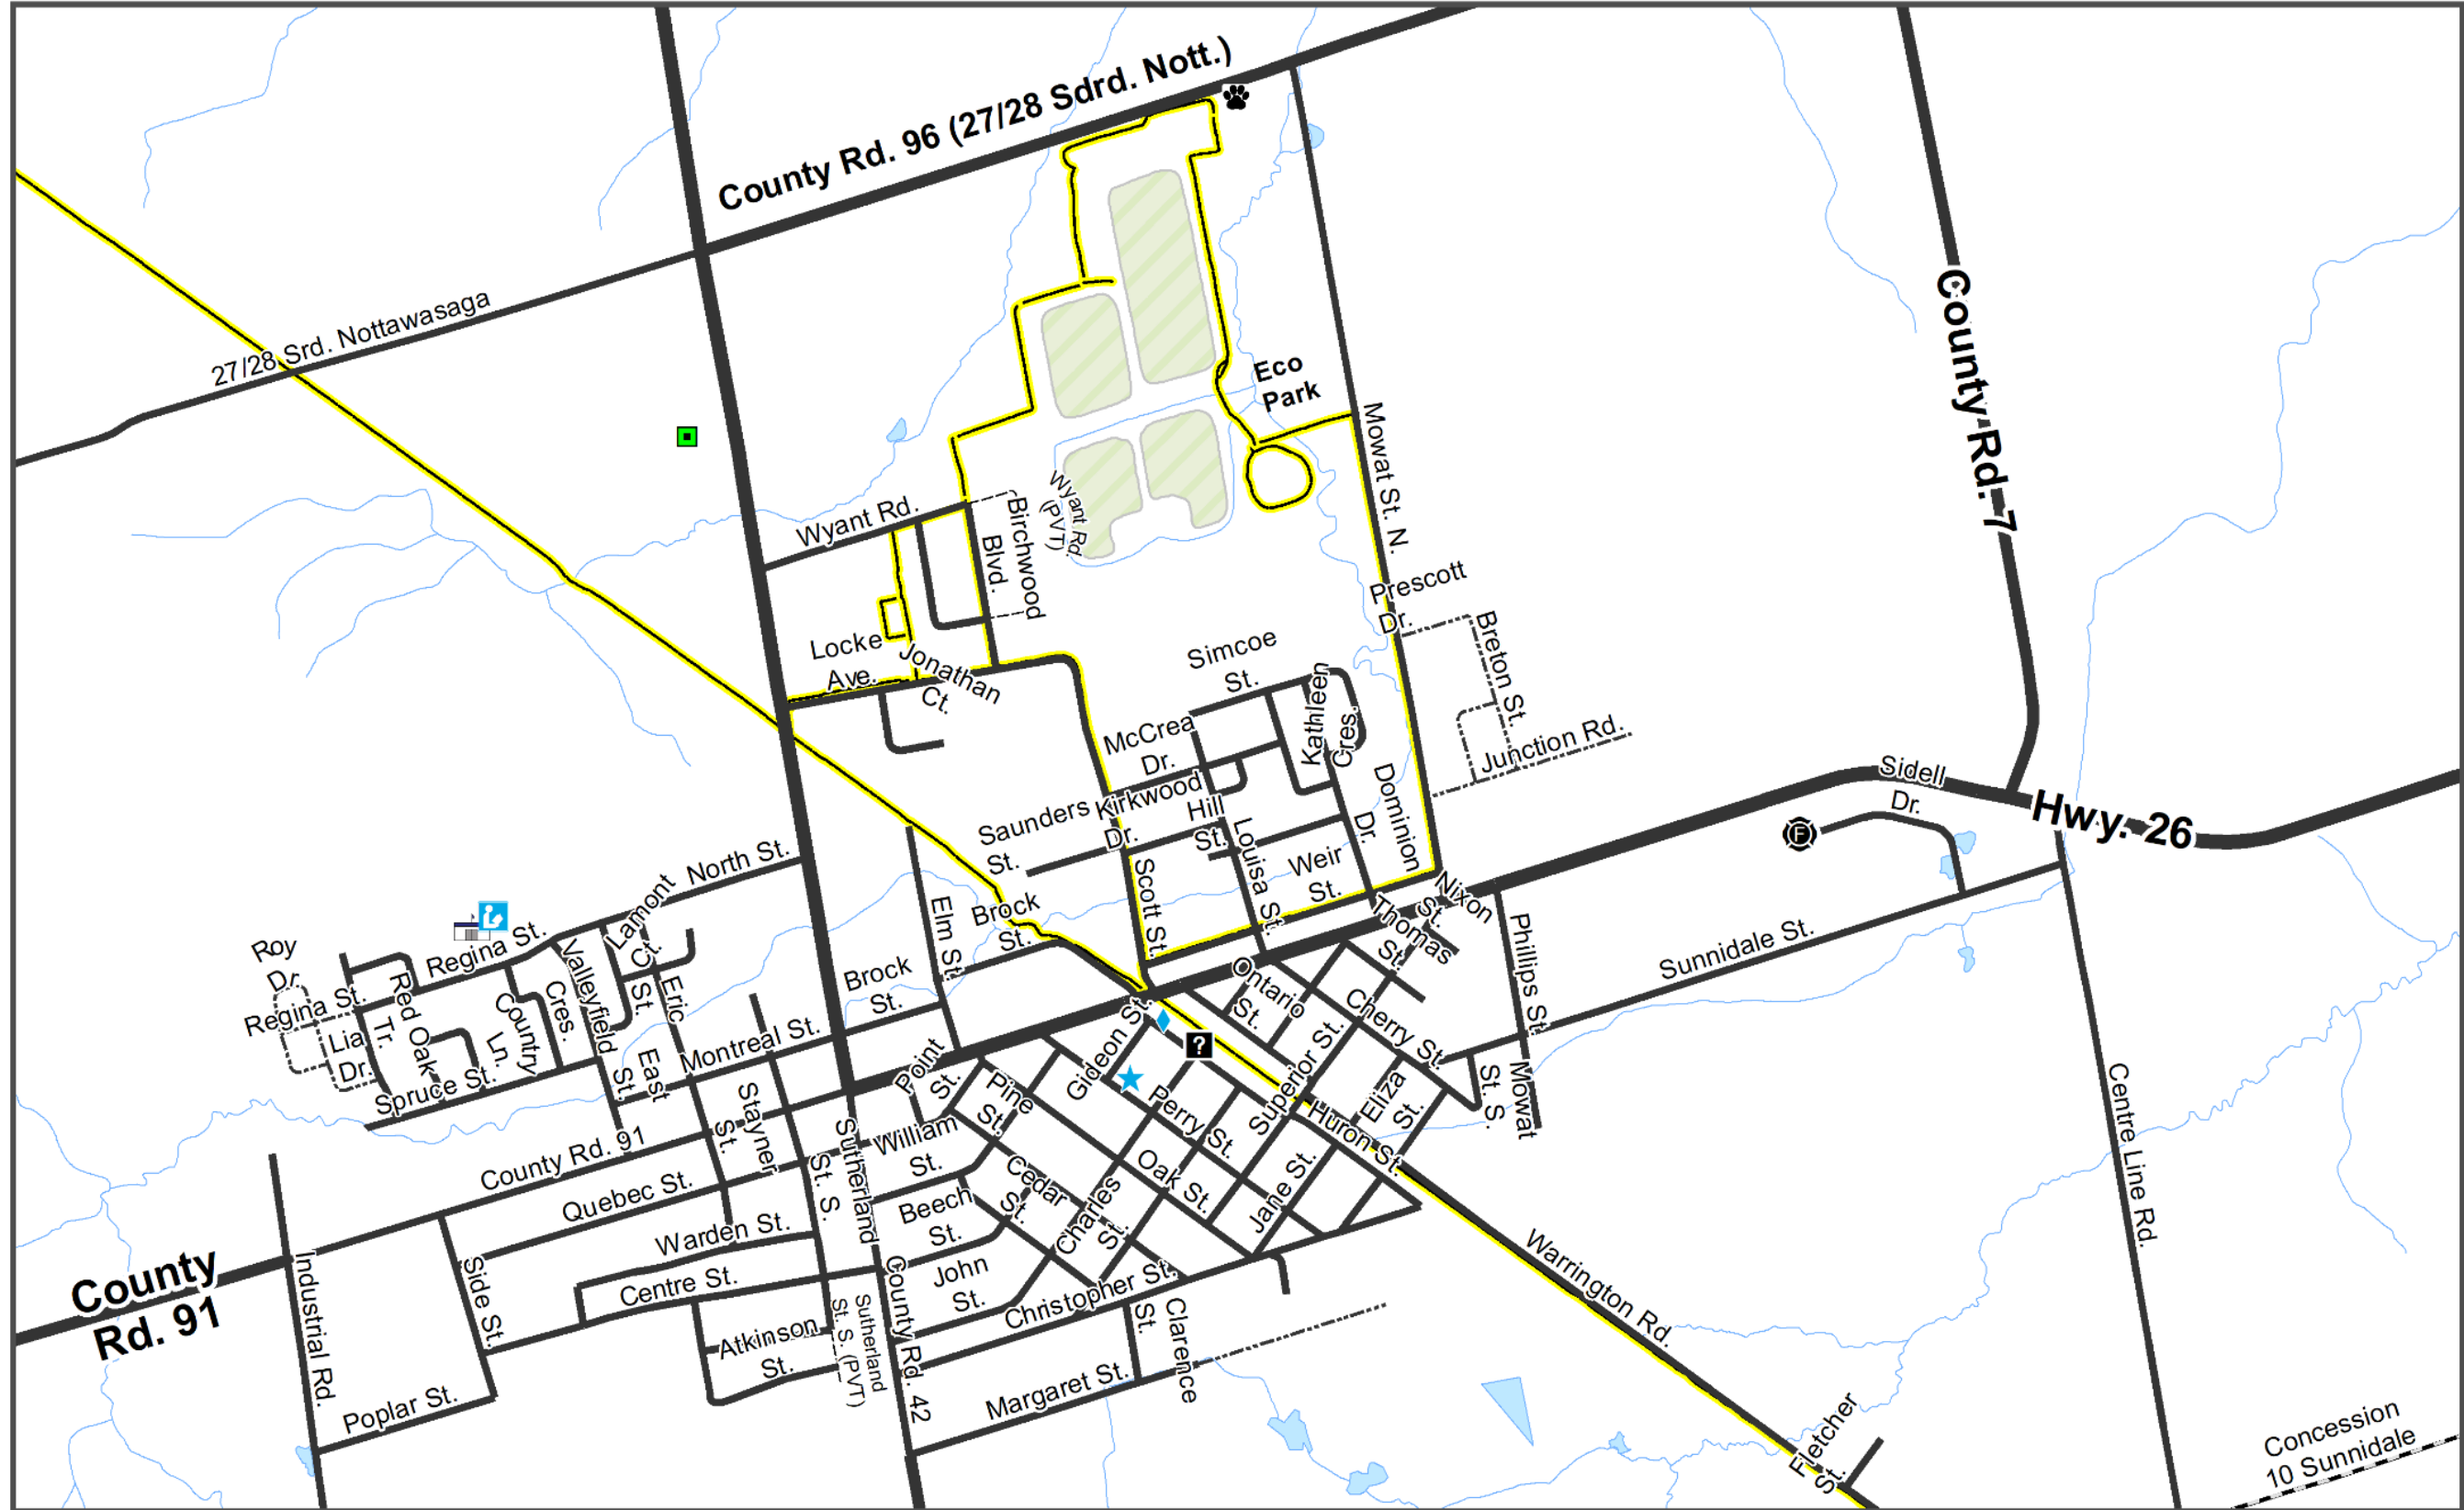 County Rd. 96 (27/28 Sdrd. Nott.)
27/28 Srd. Nottawasaga
County Rd. 7
Eco
Park
Mowat St. N.
Wyant Rd.
Wyant Rd.
(PVT)
Birchwood
Blvd.
Locke
Ave.
Jonathan
Ct.
Prescott
Dr.
Breton St.
Junction Rd.
Simcoe
St.
Kathleen
Cres.
McCrea
Dr.
Kirkwood
Dr.
Saunders
St.
Hill
St.
Louisa St.
Weir
St.
Dominion
Dr.
Scott St.
Sidell
Dr.
Hwy. 26
F
North St.
Lamont
Ct.
Elm St.
Brock
St.
Brock
St.
Nixon
St.
Thomas
St.
Phillips St.
Sunnidale St.
Roy
Dr.
Regina St.
Regina St.
Lia
Dr.
Red Oak
Tr.
Country
Ln.
Cres.
Valleyfield
St.
Eric
St.
East
Spruce St.
Montreal St.
Ontario
St.
Cherry St.
Superior St.
Gideon St.
?
Point
St.
Pine
St.
Perry St.
Eliza
St.
Huron St.
Mowat
St. S.
Centre Line Rd.
Stayner
St.
County Rd. 91
Quebec St.
Sutherland
St. S.
William
St.
Cedar
St.
Oak St.
Jane St.
Charles
St.
Beech
St.
Warden St.
Centre St.
John
St.
Christopher St.
Clarence
St.
County
Rd. 91
Industrial Rd.
Side St.
Atkinson
St.
Sutherland
St. S. (PVT)
County Rd. 42
Poplar St.
Margaret St.
Warrington Rd.
Fletcher
St.
Concession
10 Sunnidale